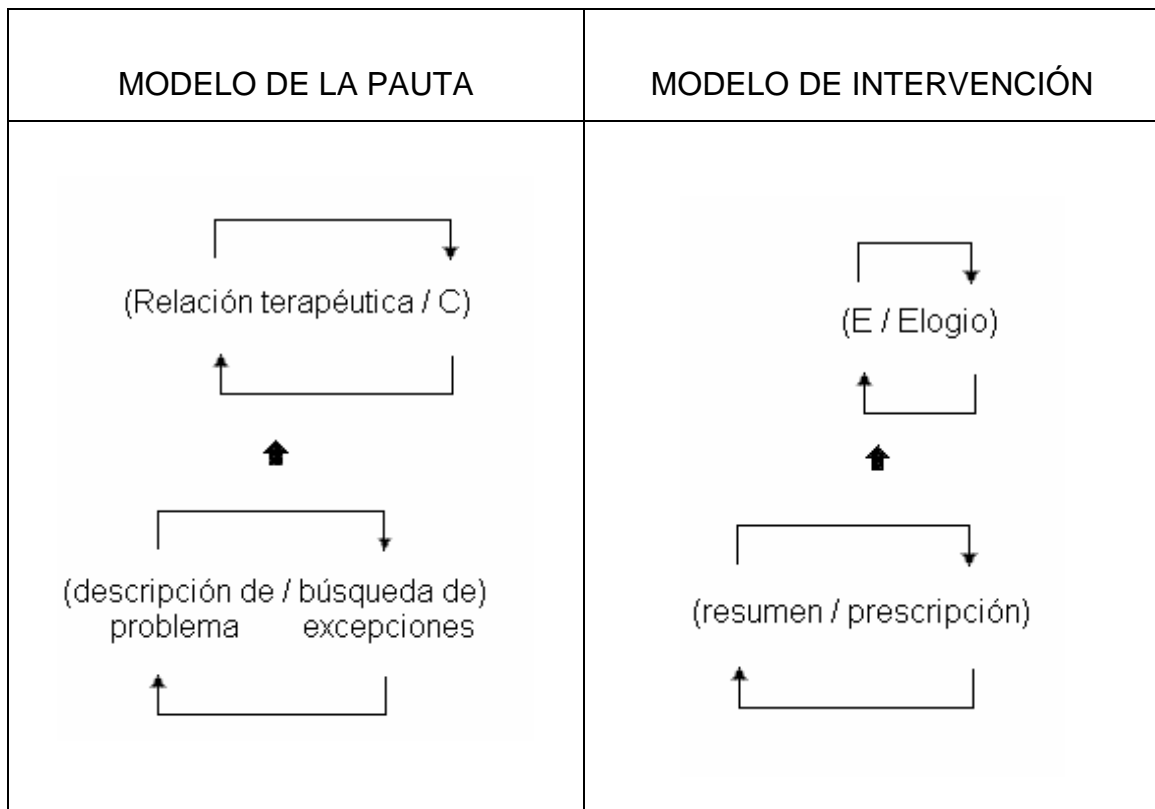 MODELO DE LA PAUTA
MODELO DE INTERVENCIÓN
(Relación terapéutica / C)
(descripción de / búsqueda de)
problema excepciones
(E / Elogio)
(resumen / prescripción)